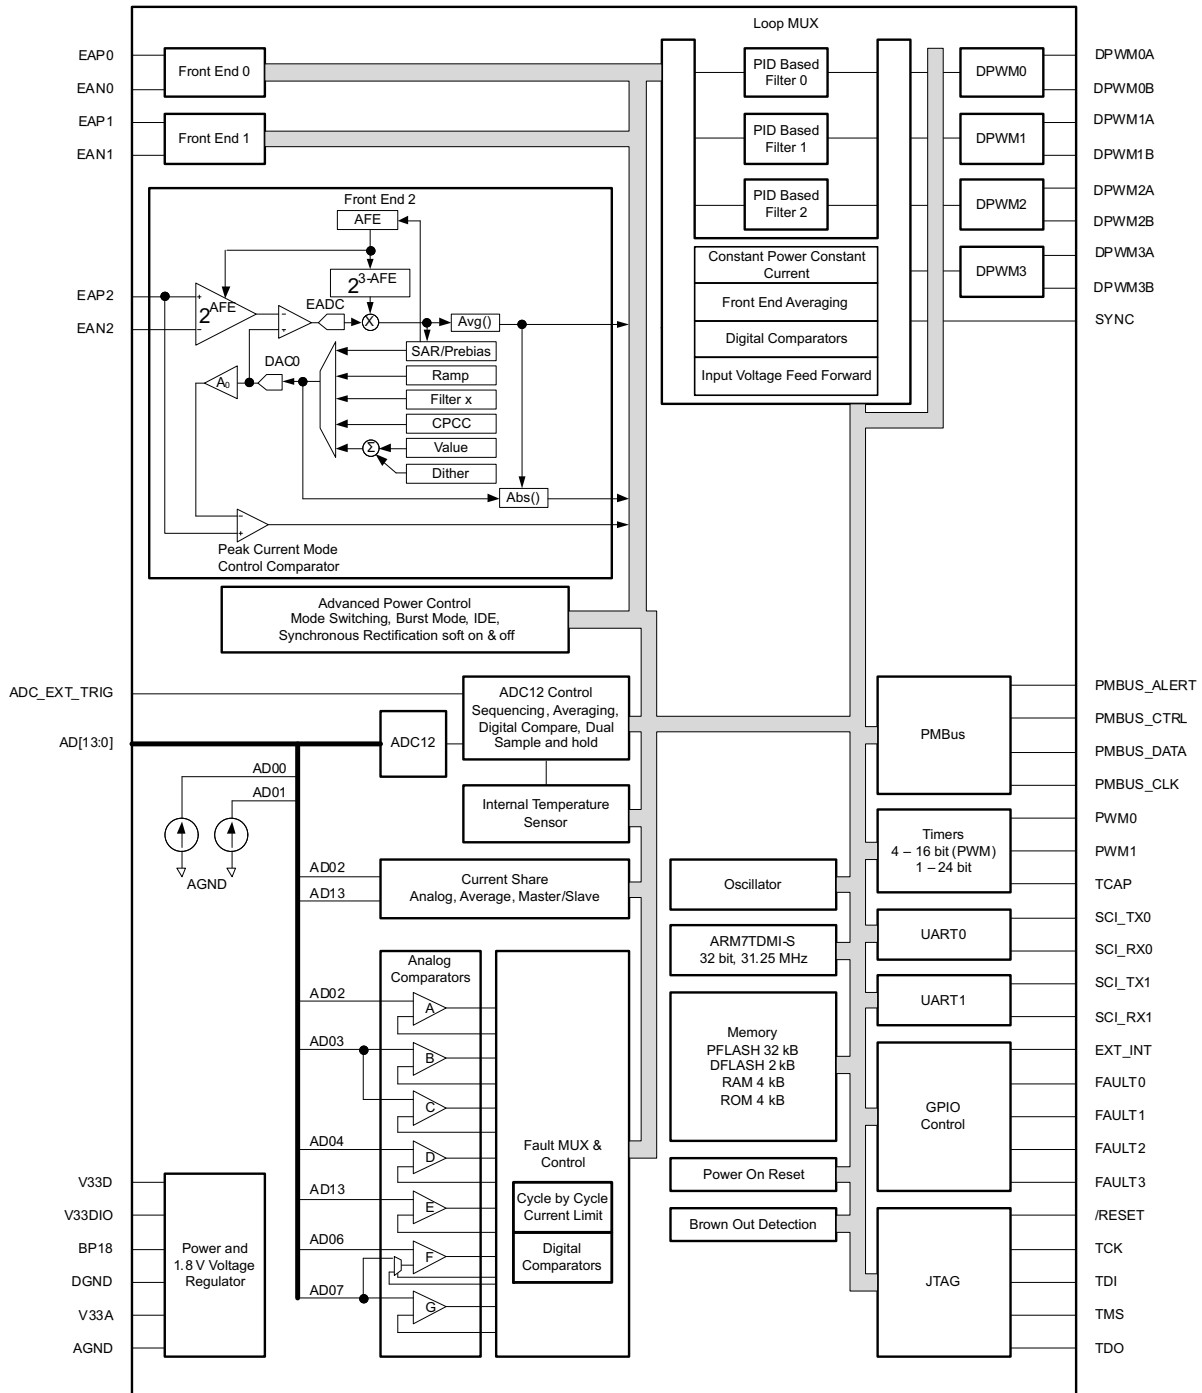 Loop MUX
EAP0
EAN0
EAP1
EAN1
Front End 0
Front End 1
PID Based
Filter 0
PID Based
Filter 1
PID Based
Filter 2
DPWM0
DPWM1
DPWM2
DPWM3
DPWM0A
DPWM0B
DPWM1A
DPWM1B
DPWM2A
DPWM2B
DPWM3A
DPWM3B
SYNC
Constant Power Constant
Current
Front End Averaging
Digital Comparators
Input Voltage Feed Forward
EAP2
EAN2
Front End 2
AFE
2^3-AFE
2^AFE
+
−
−
+
EADC
X
Avg()
SAR/Prebias
DAC0
A₀
Ramp
Filter x
CPCC
Σ
Value
Dither
Abs()
−
+
Peak Current Mode
Control Comparator
Advanced Power Control
Mode Switching, Burst Mode, IDE,
Synchronous Rectification soft on & off
ADC_EXT_TRIG
AD[13:0]
ADC12
ADC12 Control
Sequencing, Averaging,
Digital Compare, Dual
Sample and hold
AD00
AD01
AGND
Internal Temperature
Sensor
AD02
AD13
Current Share
Analog, Average, Master/Slave
Analog
Comparators
AD02
A
AD03
B
C
AD04
D
AD13
E
AD06
F
AD07
G
Fault MUX &
Control
Cycle by Cycle
Current Limit
Digital
Comparators
V33D
V33DIO
BP18
DGND
V33A
AGND
Power and
1.8 V Voltage
Regulator
Oscillator
ARM7TDMI-S
32 bit, 31.25 MHz
Memory
PFLASH 32 kB
DFLASH 2 kB
RAM 4 kB
ROM 4 kB
Power On Reset
Brown Out Detection
PMBus
Timers
4 – 16 bit (PWM)
1 – 24 bit
UART0
UART1
GPIO
Control
JTAG
PMBUS_ALERT
PMBUS_CTRL
PMBUS_DATA
PMBUS_CLK
PWM0
PWM1
TCAP
SCI_TX0
SCI_RX0
SCI_TX1
SCI_RX1
EXT_INT
FAULT0
FAULT1
FAULT2
FAULT3
/RESET
TCK
TDI
TMS
TDO